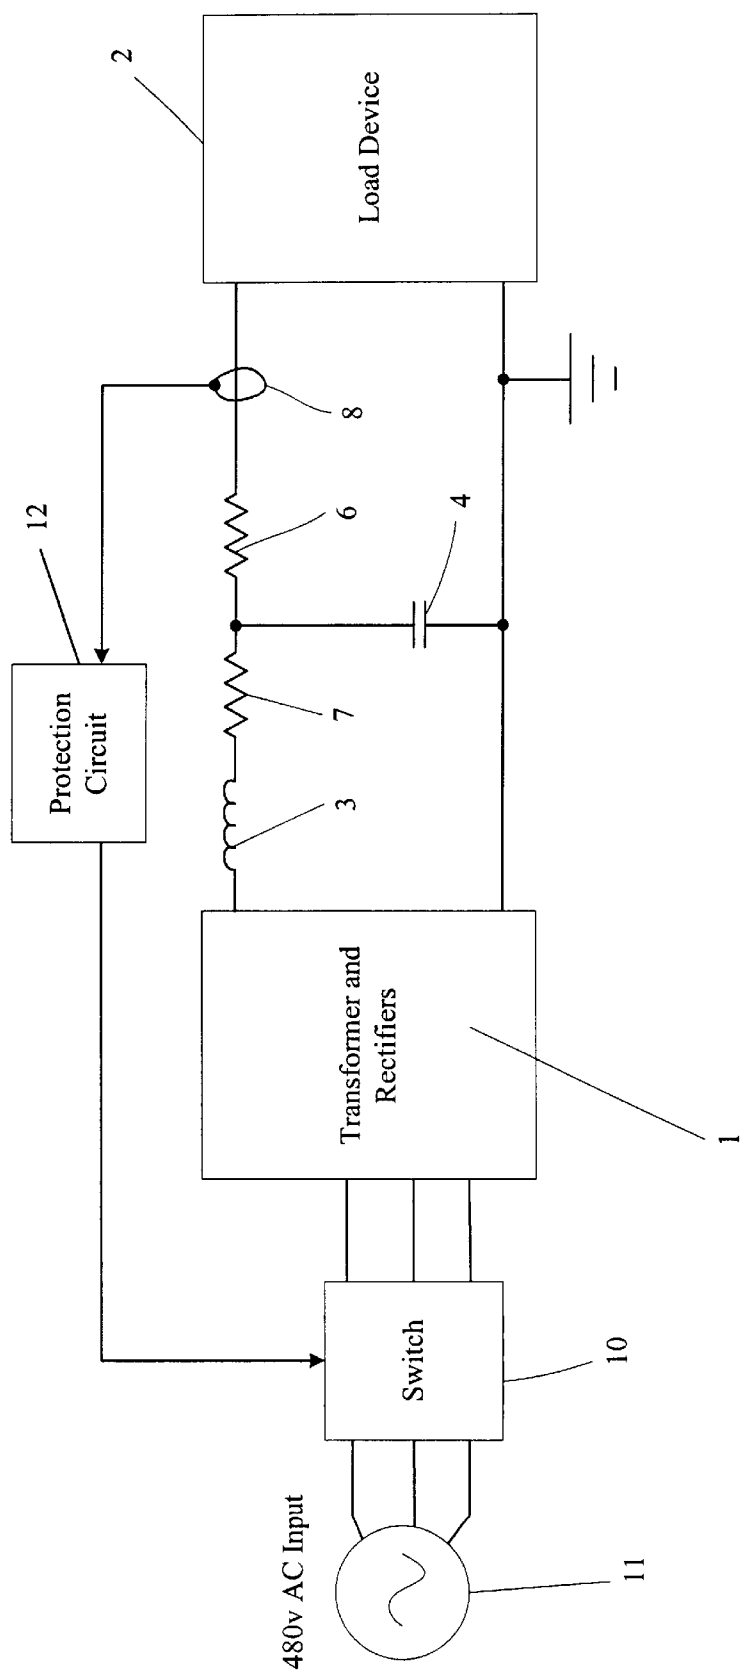 12
Protection
Circuit
2
Load Device
8
6
4
7
3
Transformer and
Rectifiers
1
Switch
10
480v AC Input
11